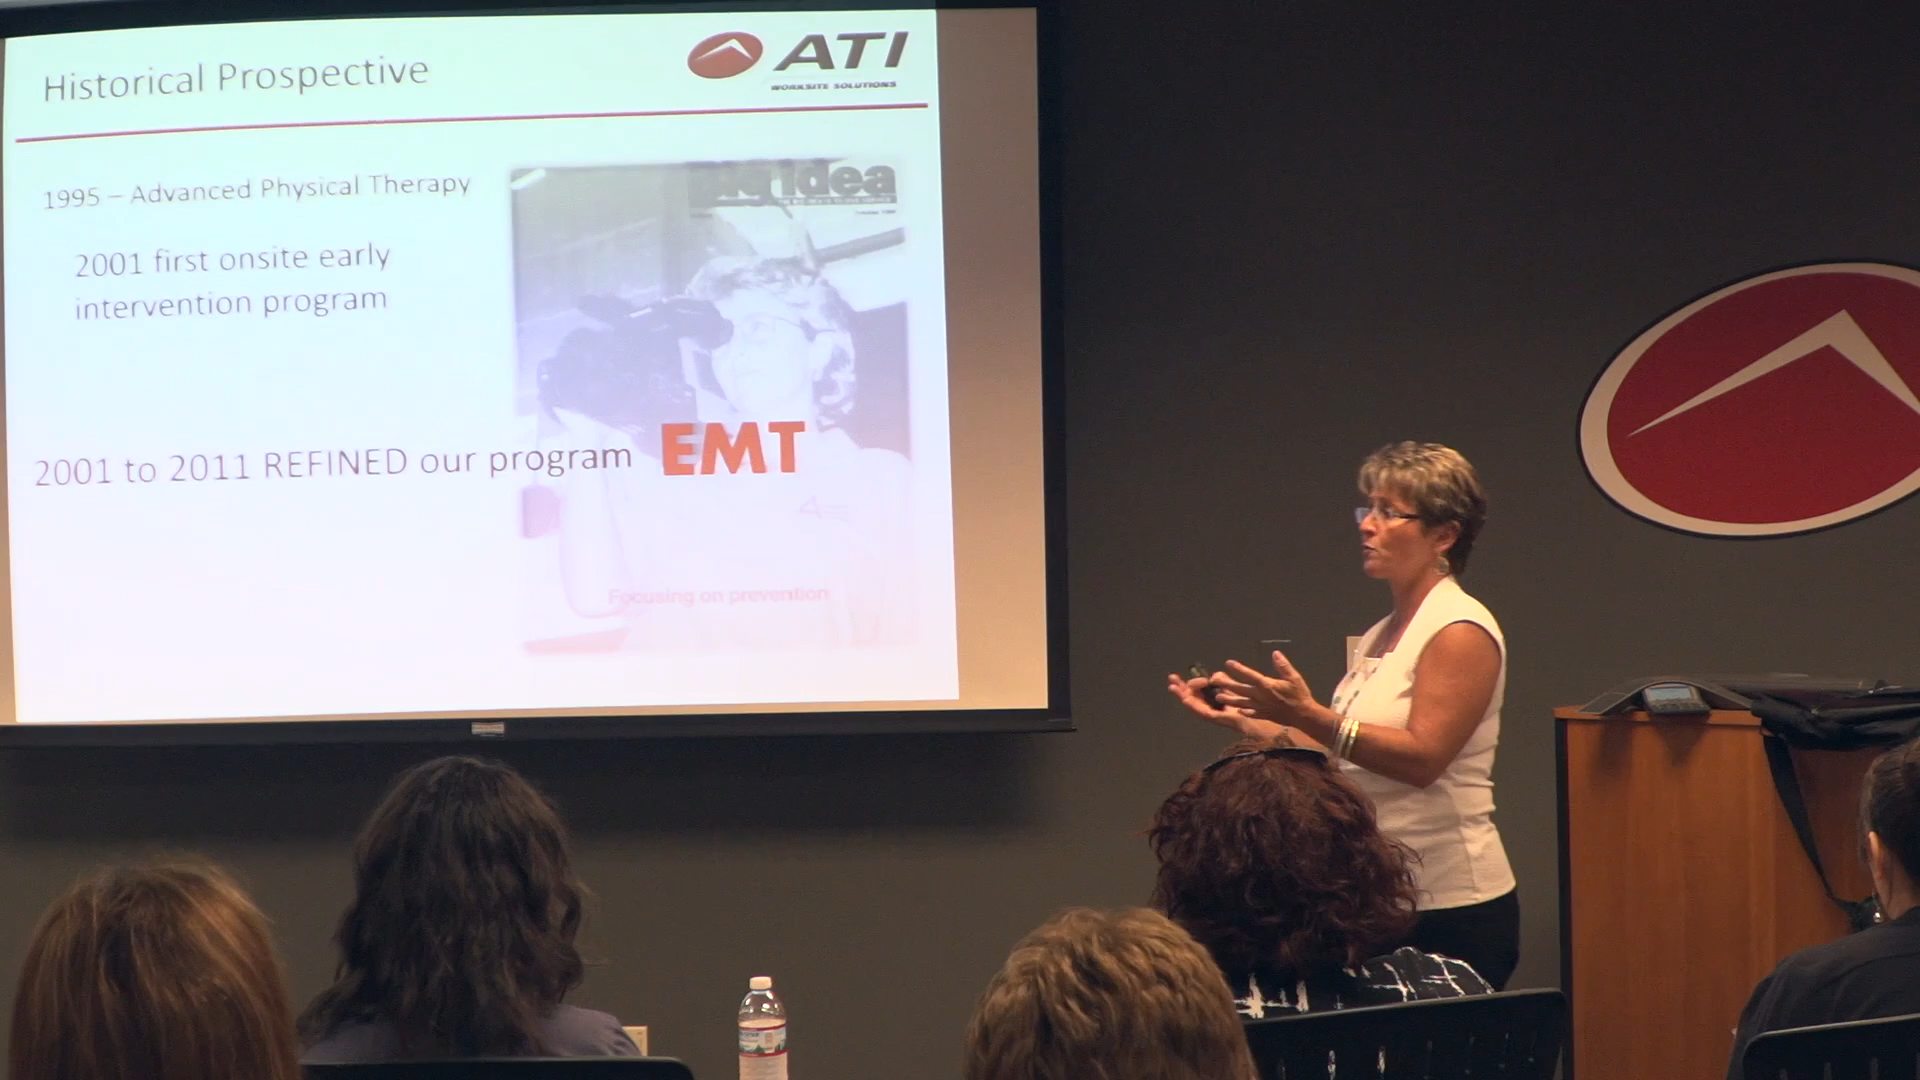 Historical Prospective
ATI
WORKSITE SOLUTIONS
1995 – Advanced Physical Therapy
2001 first onsite early
intervention program
idea
2001 to 2011 REFINED our program EMT
Focusing on prevention